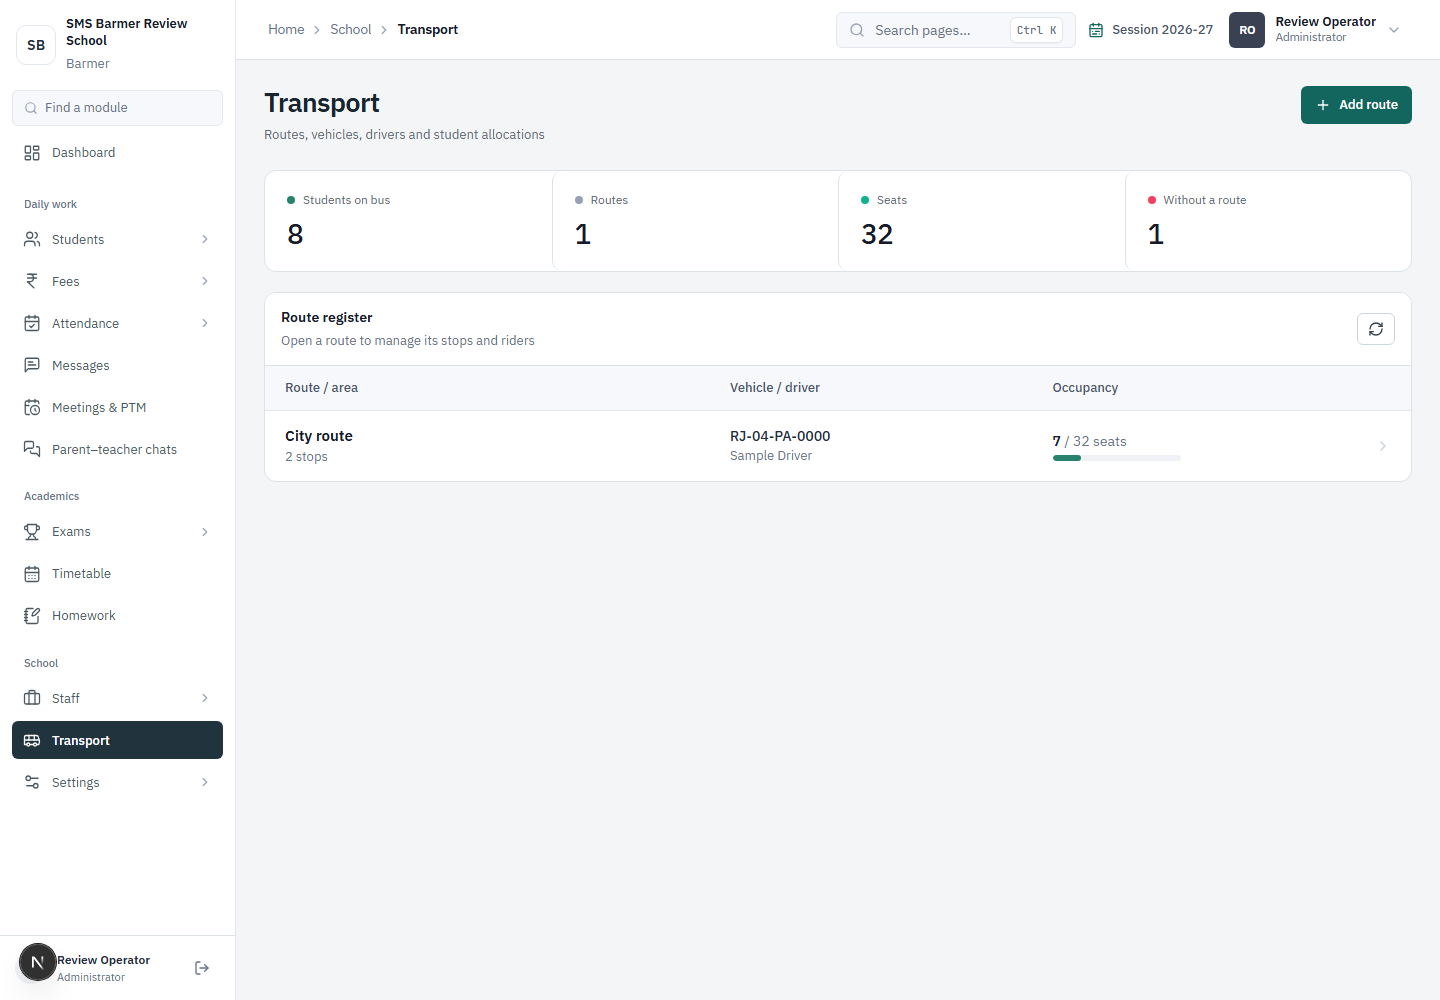 SB
SMS Barmer Review
School
Barmer
Find a module
Dashboard
Daily work
Students
Fees
Attendance
Messages
Meetings & PTM
Parent–teacher chats
Academics
Exams
Timetable
Homework
School
Staff
Transport
Settings
N
Review Operator
Administrator
Home
School
Transport
Search pages...
Ctrl K
Session 2026-27
RO
Review Operator
Administrator
Transport
Routes, vehicles, drivers and student allocations
Add route
Students on bus
8
Routes
1
Seats
32
Without a route
1
Route register
Open a route to manage its stops and riders
Route / area
Vehicle / driver
Occupancy
City route
2 stops
RJ-04-PA-0000
Sample Driver
7 / 32 seats